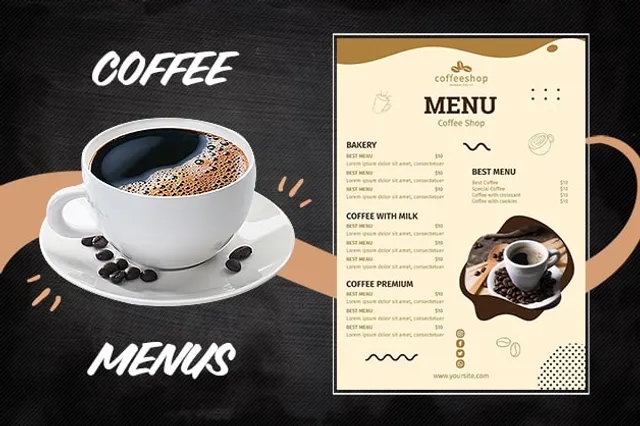 COFFEE
MENUS
coffeeshop
MENU
Coffee Shop
BAKERY
BEST MENU $10
Lorem ipsum dolor sit amet, consectetuer
BEST MENU $10
Lorem ipsum dolor sit amet, consectetuer
BEST MENU $10
Lorem ipsum dolor sit amet, consectetuer
COFFEE WITH MILK
BEST MENU $10
Lorem ipsum dolor sit amet, consectetuer
BEST MENU $10
Lorem ipsum dolor sit amet, consectetuer
BEST MENU $10
Lorem ipsum dolor sit amet, consectetuer
COFFEE PREMIUM
BEST MENU $10
Lorem ipsum dolor sit amet, consectetuer
BEST MENU $10
Lorem ipsum dolor sit amet, consectetuer
BEST MENU $10
Lorem ipsum dolor sit amet, consectetuer
BEST MENU
Best Coffee $10
Special Coffee $10
Coffee with croissant $10
Coffee with cookies $10
www.yoursite.com